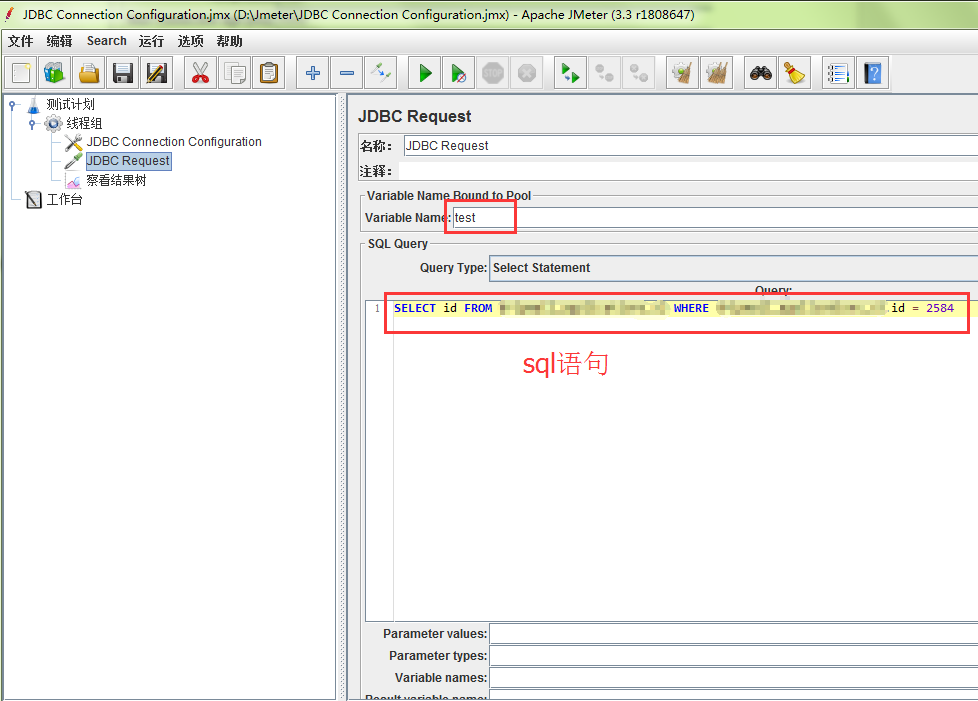 JDBC Connection Configuration.jmx (D:\Jmeter\JDBC Connection Configuration.jmx) - Apache JMeter (3.3 r1808647)
文件 编辑 Search 运行 选项 帮助
STOP
测试计划
线程组
JDBC Connection Configuration
JDBC Request
察看结果树
工作台
JDBC Request
名称： JDBC Request
注释：
Variable Name Bound to Pool
Variable Name: test
SQL Query
Query Type: Select Statement
Query:
1 SELECT id FROM WHERE .id = 2584
sql语句
Parameter values:
Parameter types:
Variable names:
Result variable name: